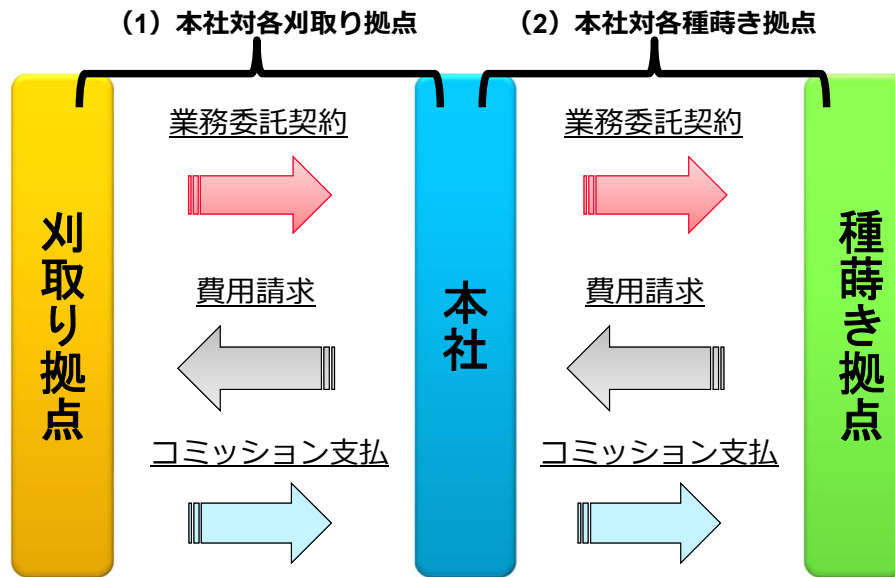 （1）本社対各刈取り拠点
（2）本社対各種蒔き拠点
刈取り拠点
業務委託契約
費用請求
コミッション支払
本社
業務委託契約
費用請求
コミッション支払
種蒔き拠点